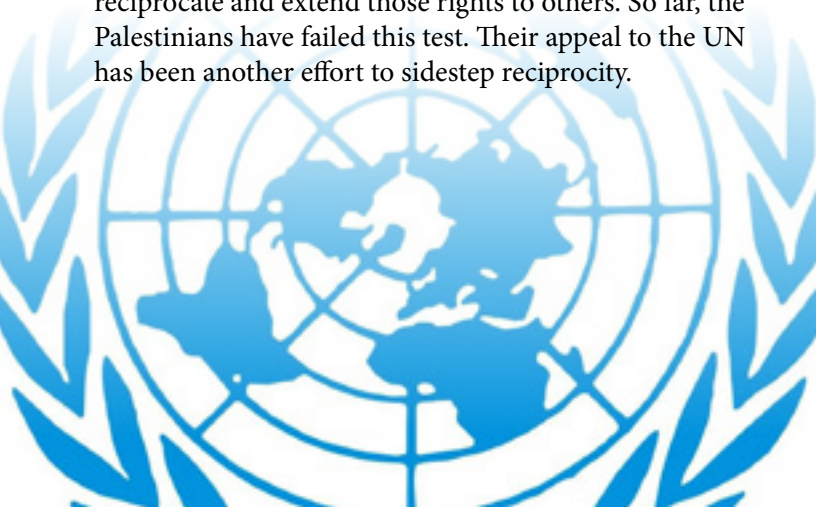 reciprocate and extend those rights to others. So far, the
Palestinians have failed this test. Their appeal to the UN
has been another effort to sidestep reciprocity.